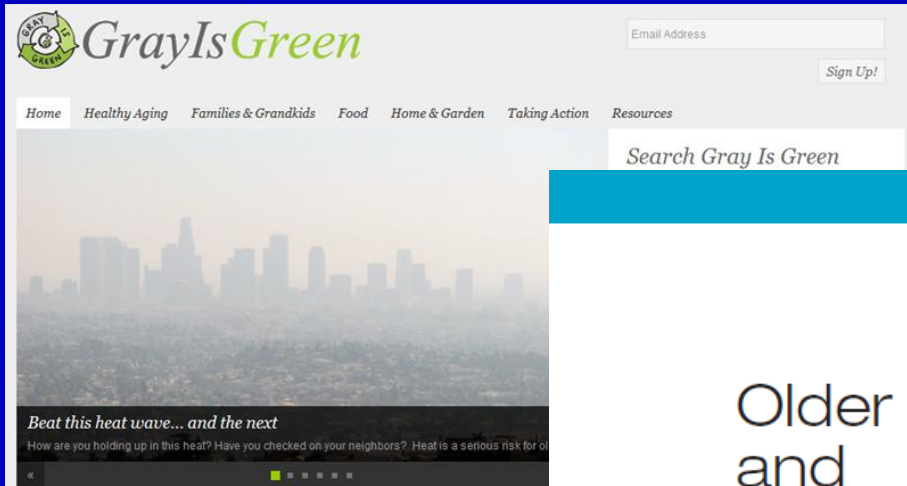 GRAY IS GREEN
GrayIsGreen
Email Address
Sign Up!
Home Healthy Aging Families & Grandkids Food Home & Garden Taking Action Resources
Search Gray Is Green
Beat this heat wave... and the next
How are you holding up in this heat? Have you checked on your neighbors? Heat is a serious risk for ol
«
Older
and